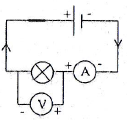 + -
+ A -
- V +